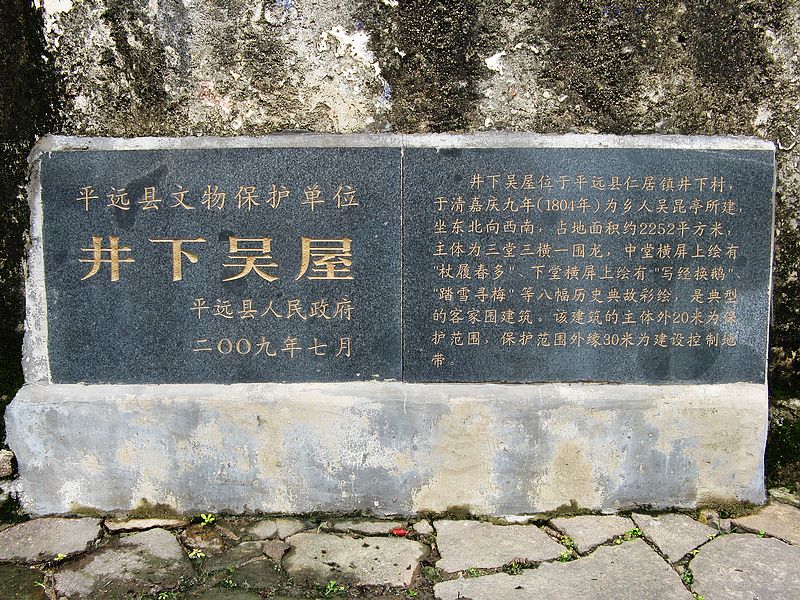 平远县文物保护单位
井下吴屋
平远县人民政府
二〇〇九年七月
井下吴屋位于平远县仁居镇井下村，
于清嘉庆九年(1804年)为乡人吴昆亭所建，
坐东北向西南，占地面积约2252平方米，
主体为三堂三横一围龙，中堂横屏上绘有
"杖履春多"、下堂横屏上绘有"写经换鹅"、
"踏雪寻梅"等八幅历史典故彩绘，是典型
的客家围建筑。该建筑的主体外20米为保
护范围，保护范围外缘30米为建设控制地
带。